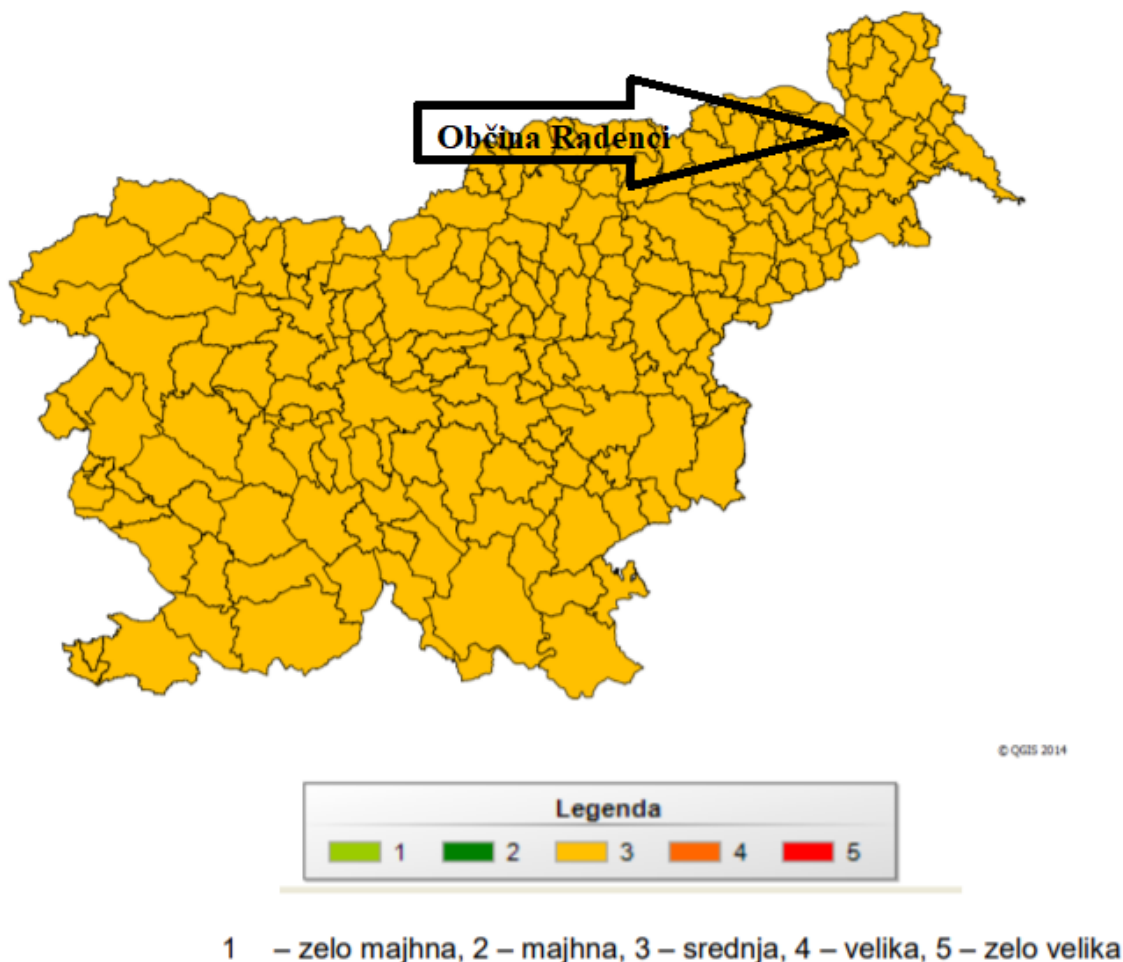 Občina Radenci
© QGIS 2014
Legenda
1 2 3 4 5
1 – zelo majhna, 2 – majhna, 3 – srednja, 4 – velika, 5 – zelo velika